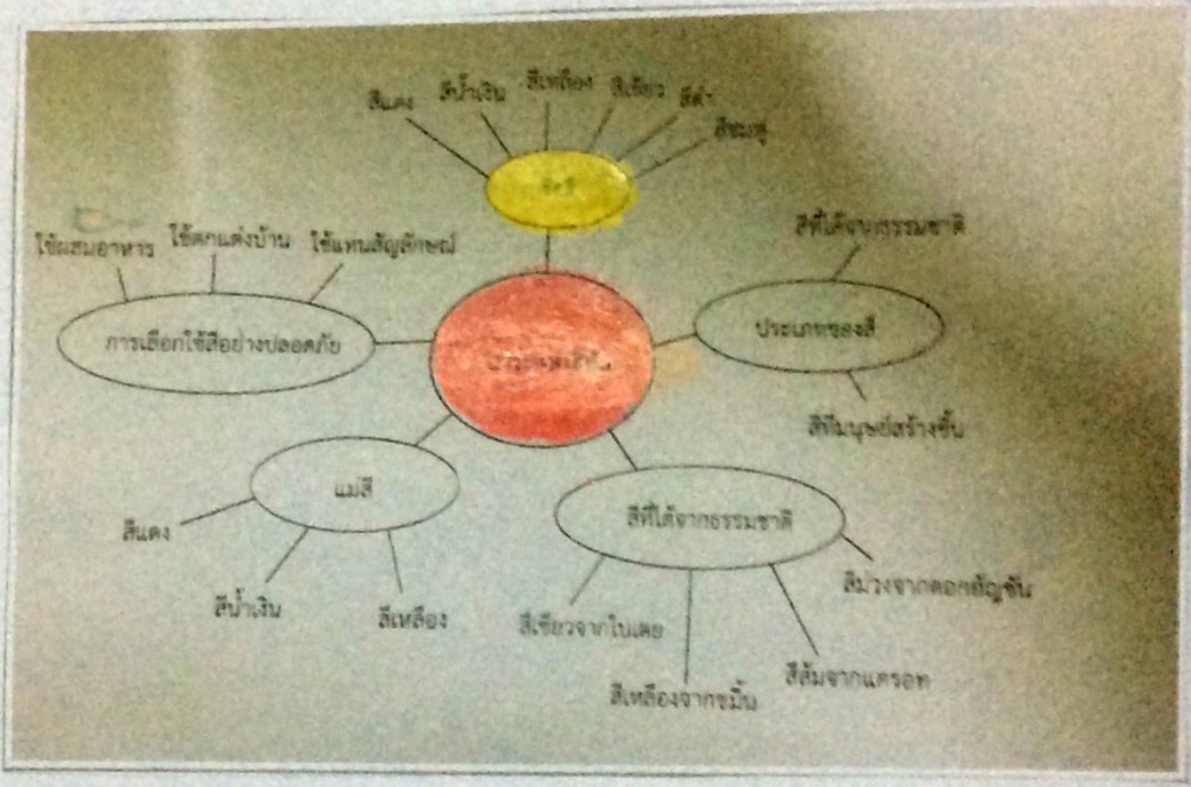 สีแดง
สีน้ำเงิน
สีเหลือง
สีเขียว
สีดำ
สีชมพู
ชื่อสี
ใช้ผสมอาหาร
ใช้ตกแต่งบ้าน
ใช้แทนสัญลักษณ์
สีที่ได้จากธรรมชาติ
การเลือกใช้สีอย่างปลอดภัย
ประเภทของสี
สีที่มนุษย์สร้างขึ้น
แม่สี
สีที่ได้จากธรรมชาติ
สีแดง
สีน้ำเงิน
สีเหลือง
สีเขียวจากใบเตย
สีเหลืองจากขมิ้น
สีส้มจากแครอท
สีม่วงจากดอกอัญชัน